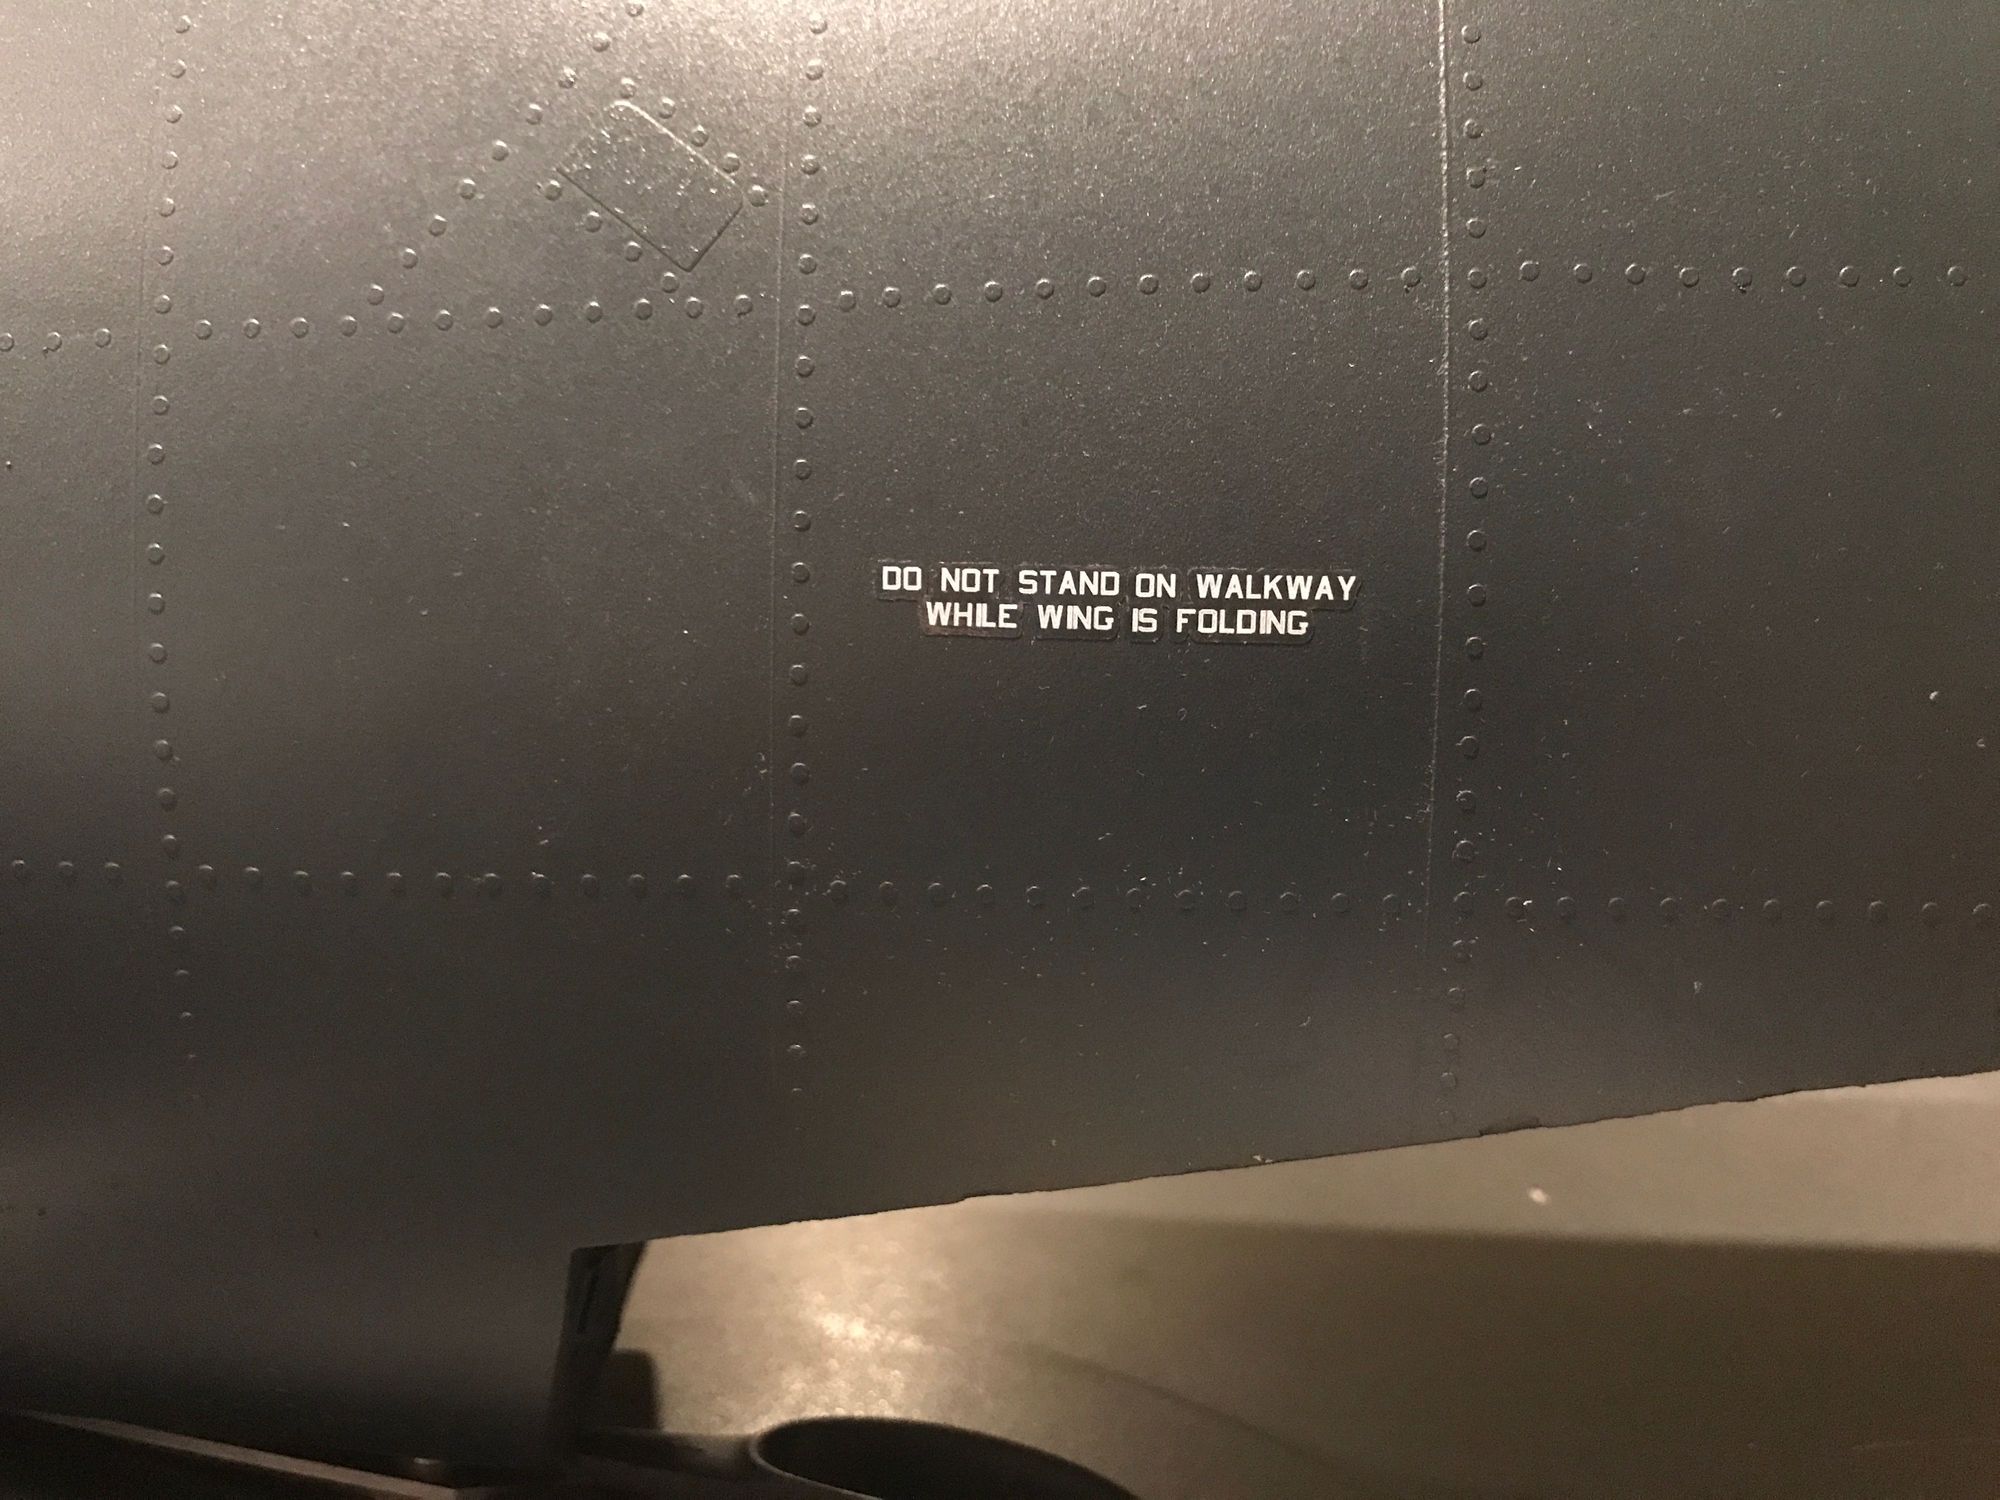 DO NOT STAND ON WALKWAY
WHILE WING IS FOLDING